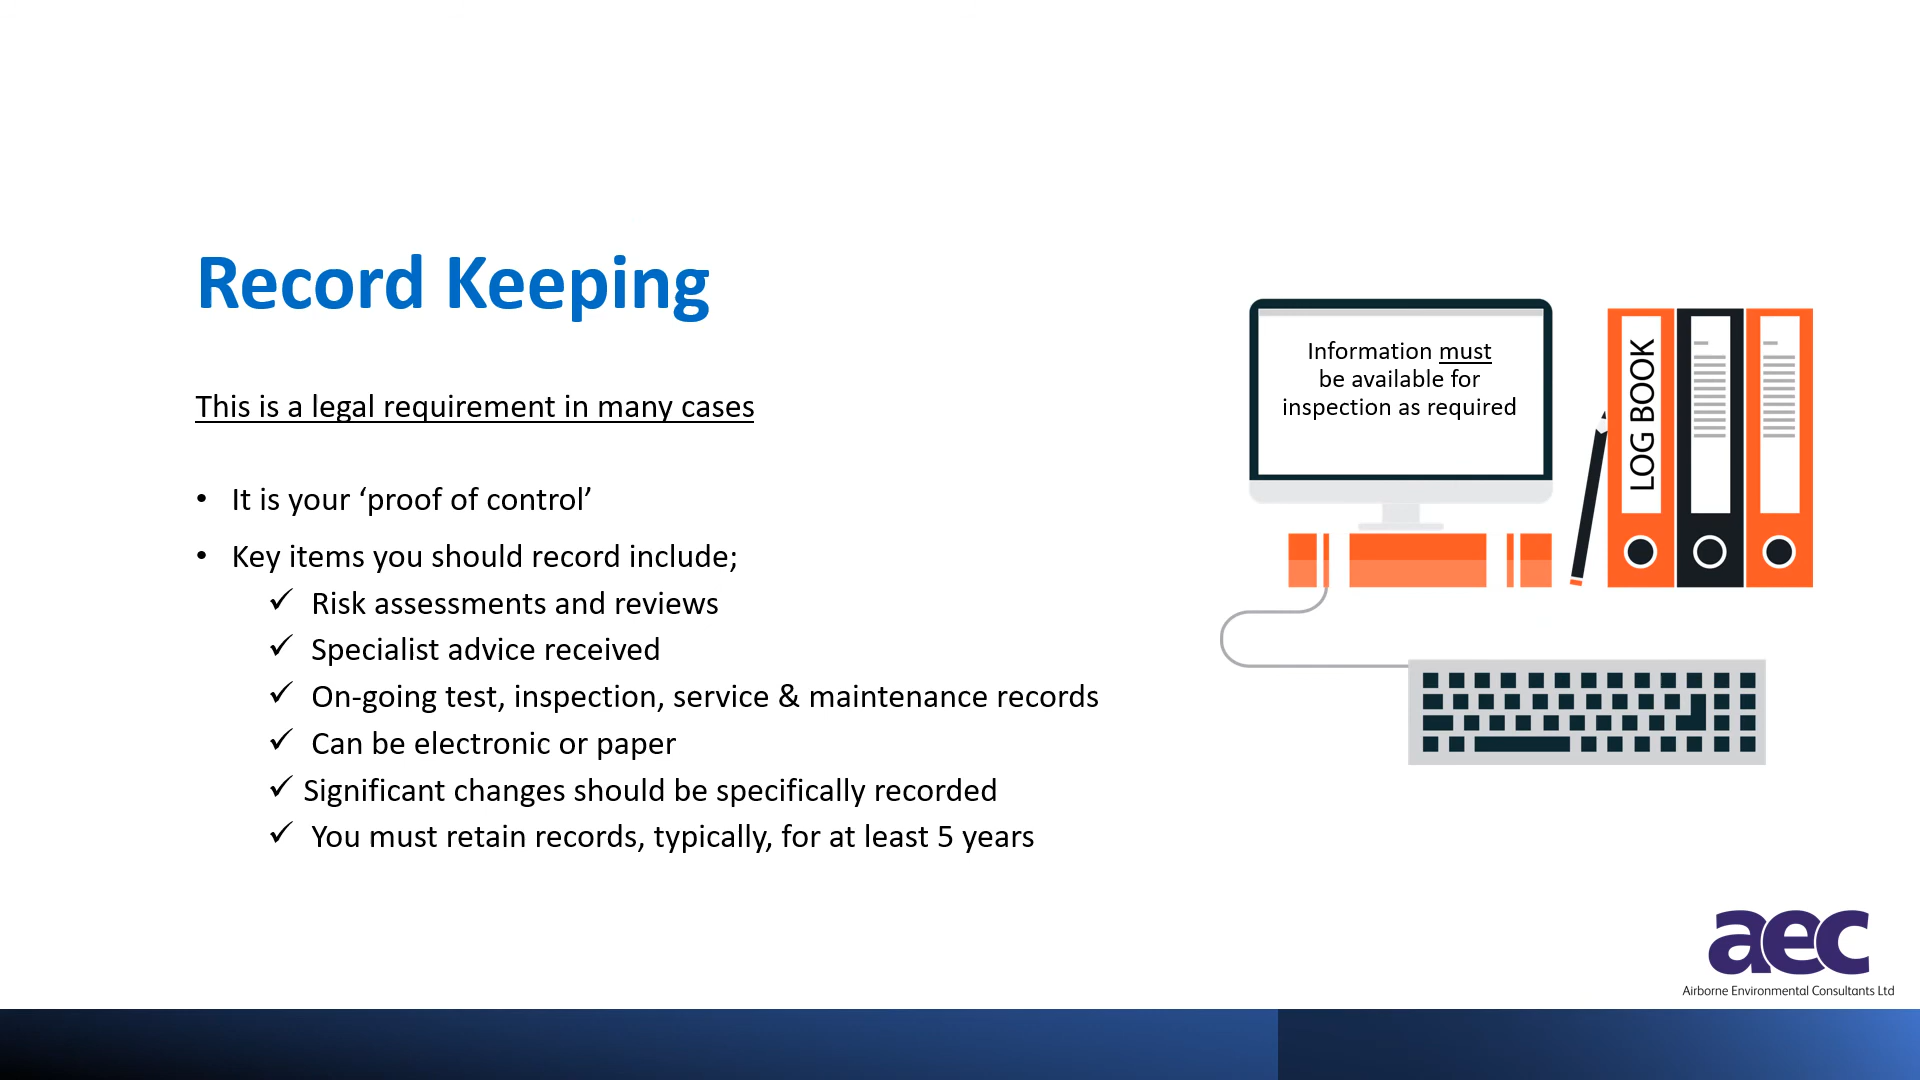 Record Keeping
This is a legal requirement in many cases
• It is your ‘proof of control’
• Key items you should record include;
✓ Risk assessments and reviews
✓ Specialist advice received
✓ On-going test, inspection, service & maintenance records
✓ Can be electronic or paper
✓ Significant changes should be specifically recorded
✓ You must retain records, typically, for at least 5 years
Information must
be available for
inspection as required
LOG BOOK
aec
Airborne Environmental Consultants Ltd